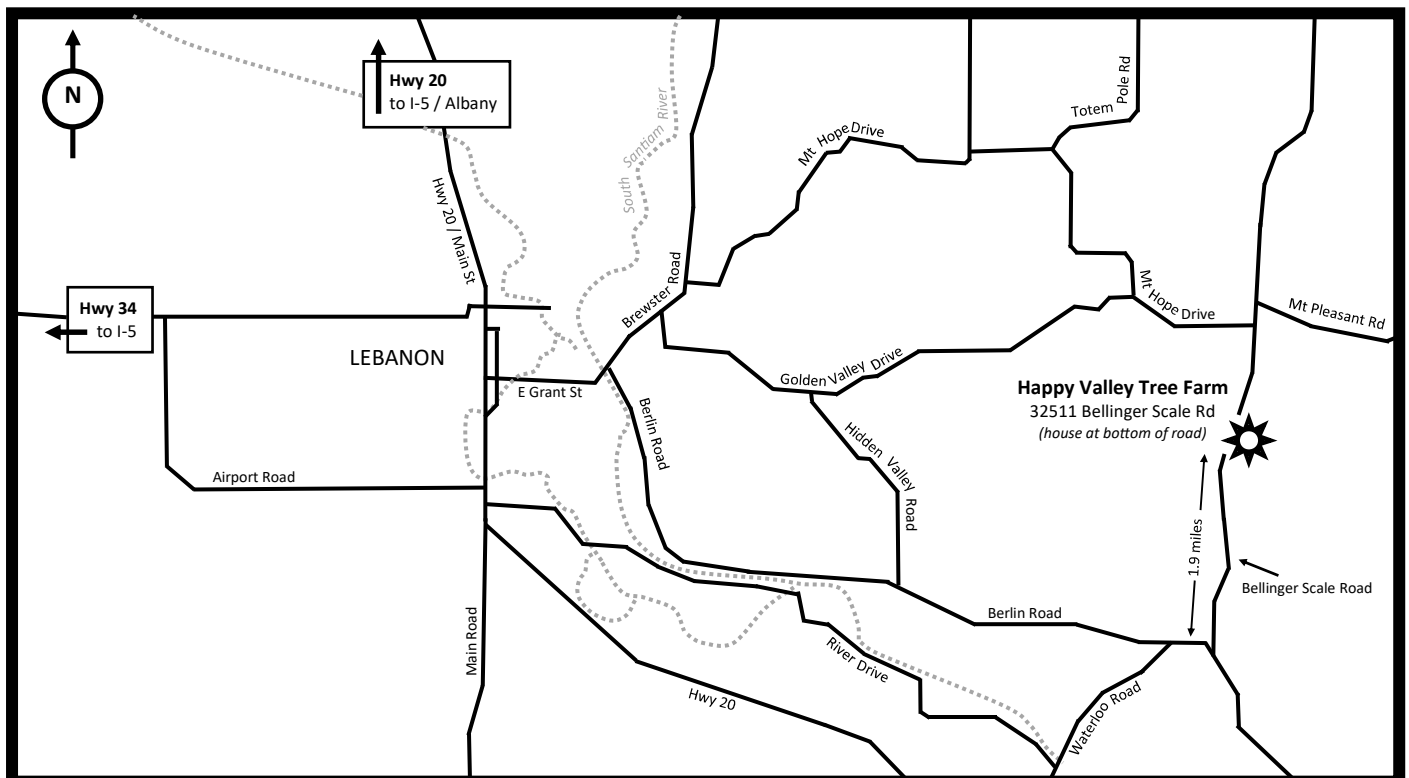 N
Hwy 20
to I-5 / Albany
Hwy 20 / Main St
South Santiam River
Mt Hope Drive
Totem Pole Rd
Brewster Road
Mt Hope Drive
Mt Pleasant Rd
Hwy 34
to I-5
LEBANON
E Grant St
Golden Valley Drive
Happy Valley Tree Farm
32511 Bellinger Scale Rd
(house at bottom of road)
Berlin Road
Hidden Valley Road
Airport Road
1.9 miles
Bellinger Scale Road
Berlin Road
Main Road
River Drive
Hwy 20
Waterloo Road